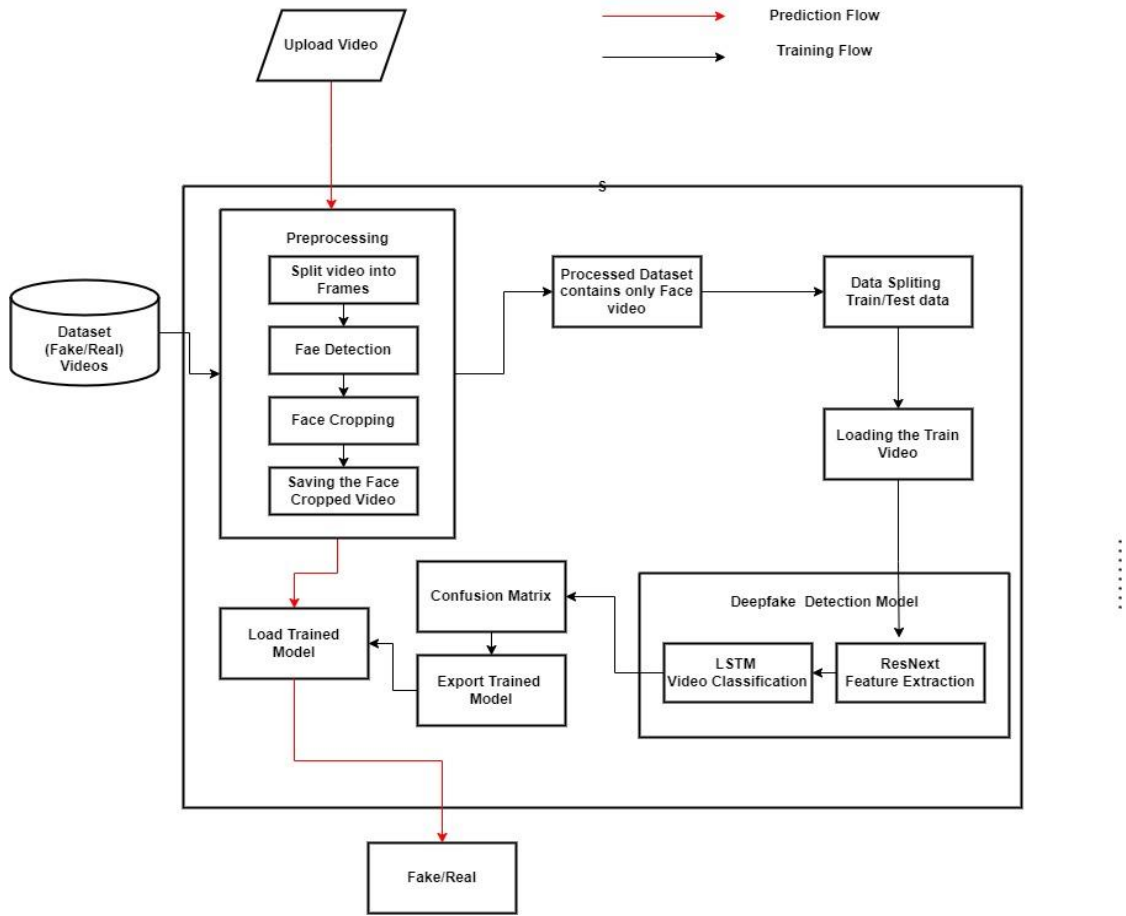 Upload Video
Prediction Flow
Training Flow
s
Preprocessing
Split video into
Frames
Fae Detection
Face Cropping
Saving the Face
Cropped Video
Dataset
(Fake/Real)
Videos
Processed Dataset
contains only Face
video
Data Spliting
Train/Test data
Loading the Train
Video
Deepfake Detection Model
ResNext
Feature Extraction
LSTM
Video Classification
Confusion Matrix
Export Trained
Model
Load Trained
Model
Fake/Real